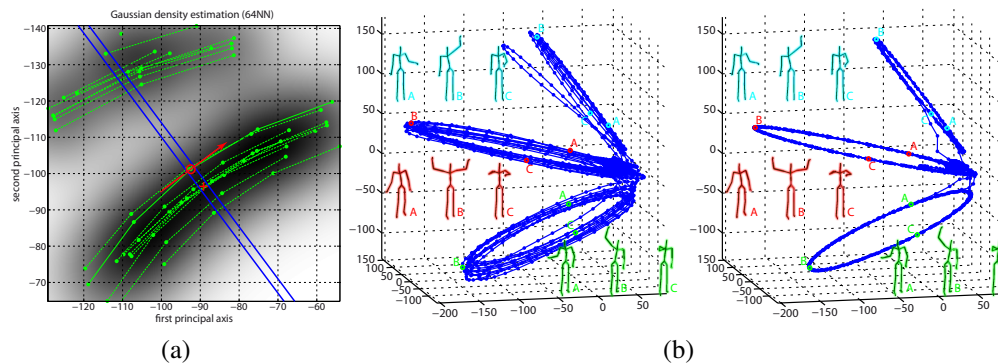 Gaussian density estimation (64NN)
−140
−130
−120
−110
−100
−90
−80
−70
second principal axis
−120
−110
−100
−90
−80
−70
−60
first principal axis
(a)
150
100
50
0
−50
−100
−150
100
50
0
−50
−100
−200
−150
−100
−50
0
50
A B C
A B C
A B C
B
A
B
A
C
A
C
B
150
100
50
0
−50
−100
−150
100
50
0
−50
−100
−200
−150
−100
−50
0
50
A B C
A B C
A B C
B
C
A
B
A
C
A
C
B
(b)